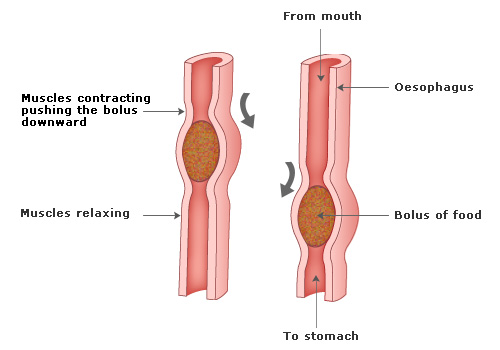 From mouth
Oesophagus
Muscles contracting
pushing the bolus
downward
Muscles relaxing
Bolus of food
To stomach